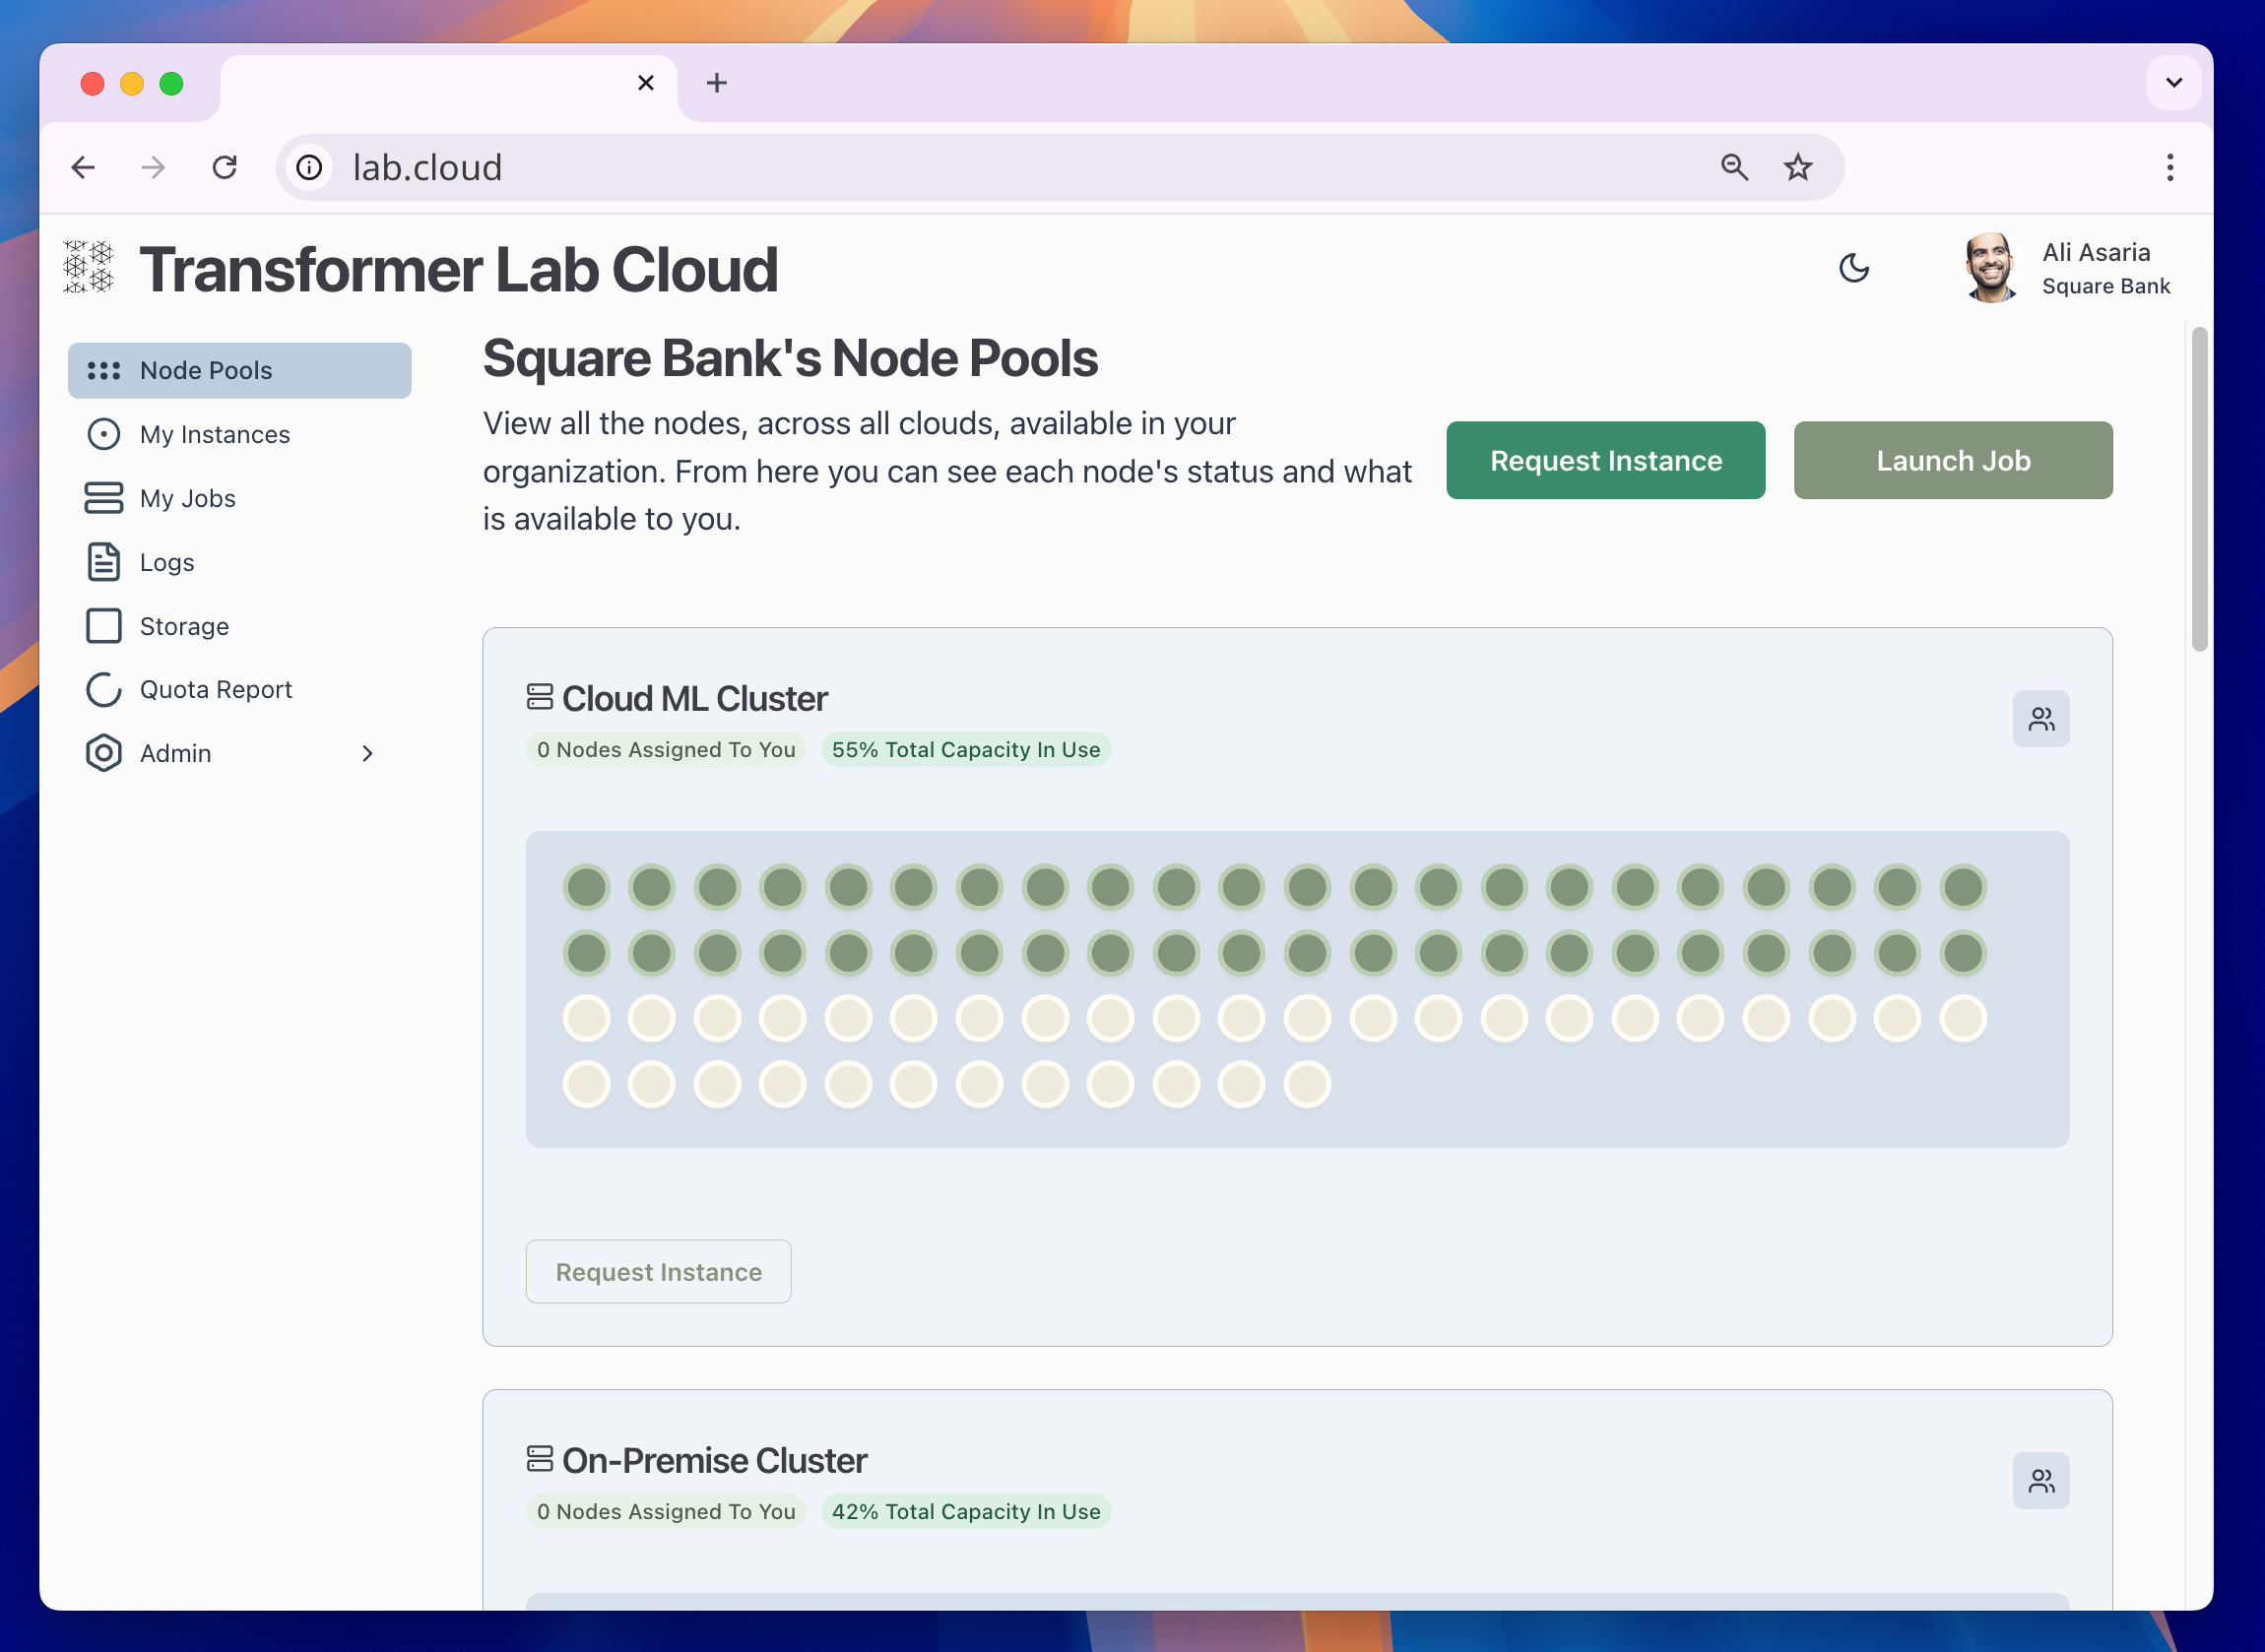 lab.cloud
Transformer Lab Cloud
Ali Asaria
Square Bank
Node Pools
My Instances
My Jobs
Logs
Storage
Quota Report
Admin
Square Bank's Node Pools
View all the nodes, across all clouds, available in your
organization. From here you can see each node's status and what
is available to you.
Request Instance
Launch Job
Cloud ML Cluster
0 Nodes Assigned To You
55% Total Capacity In Use
Request Instance
On-Premise Cluster
0 Nodes Assigned To You
42% Total Capacity In Use